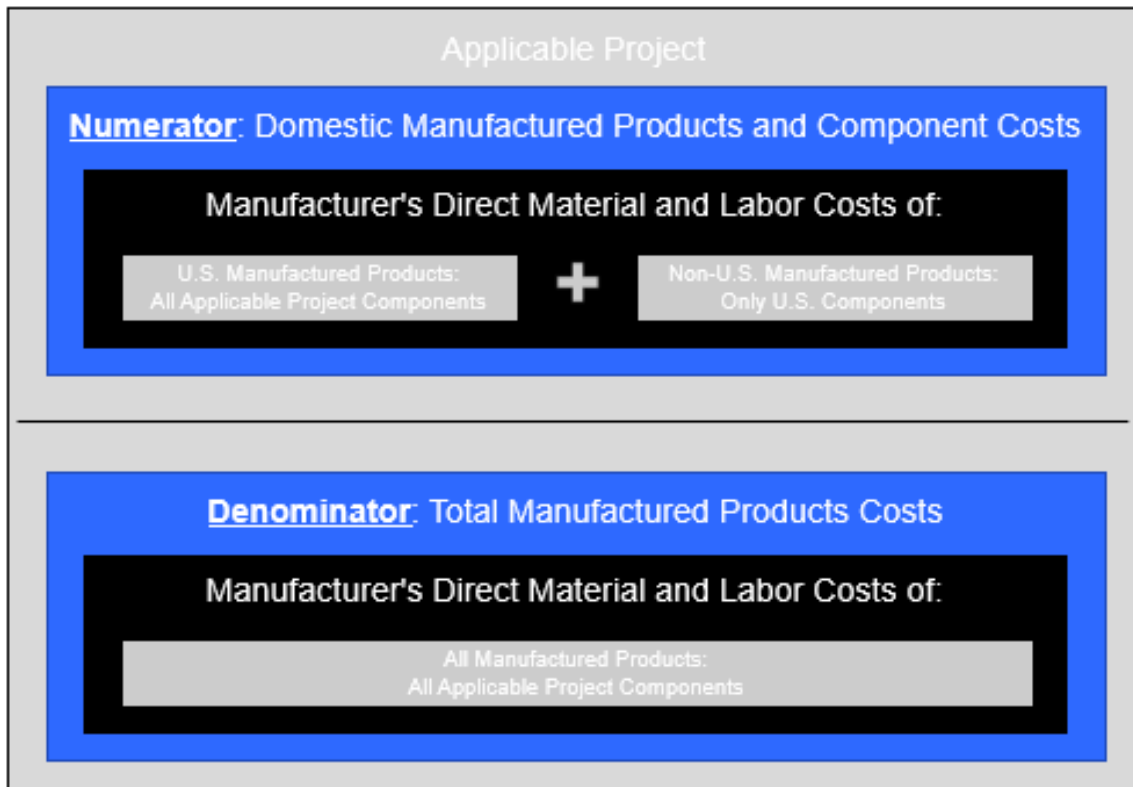 Applicable Project
Numerator: Domestic Manufactured Products and Component Costs
Manufacturer's Direct Material and Labor Costs of:
U.S. Manufactured Products:
All Applicable Project Components
+
Non-U.S. Manufactured Products:
Only U.S. Components
Denominator: Total Manufactured Products Costs
Manufacturer's Direct Material and Labor Costs of:
All Manufactured Products:
All Applicable Project Components